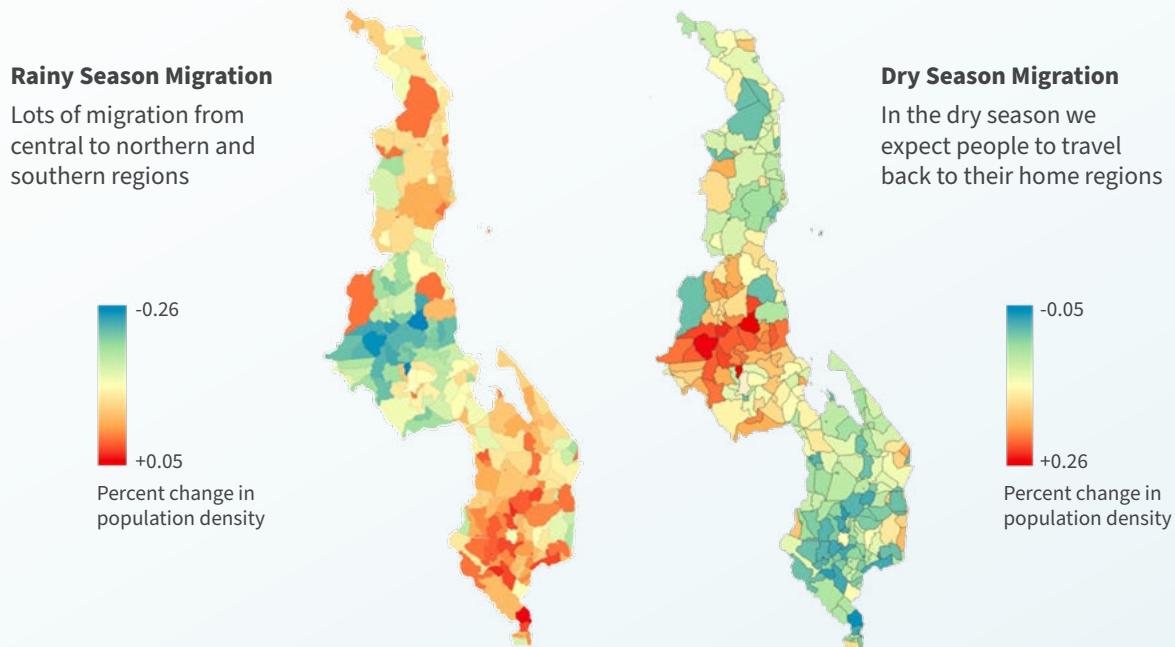 Rainy Season Migration
Lots of migration from
central to northern and
southern regions
-0.26
+0.05
Percent change in
population density
Dry Season Migration
In the dry season we
expect people to travel
back to their home regions
-0.05
+0.26
Percent change in
population density